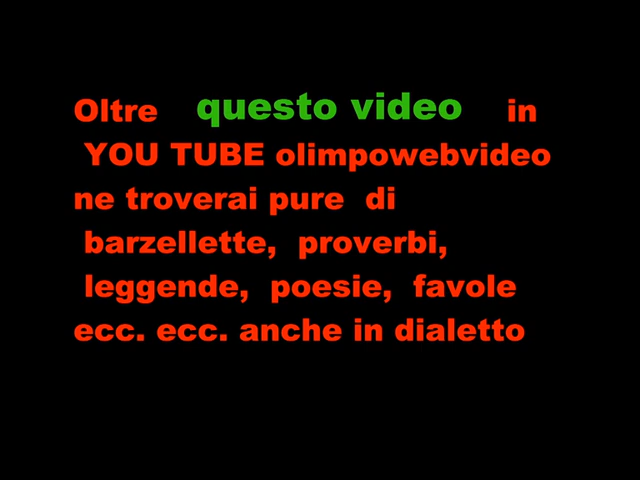 Oltre questo video in
YOU TUBE olimpowebvideo
ne troverai pure di
barzellette, proverbi,
leggende, poesie, favole
ecc. ecc. anche in dialetto